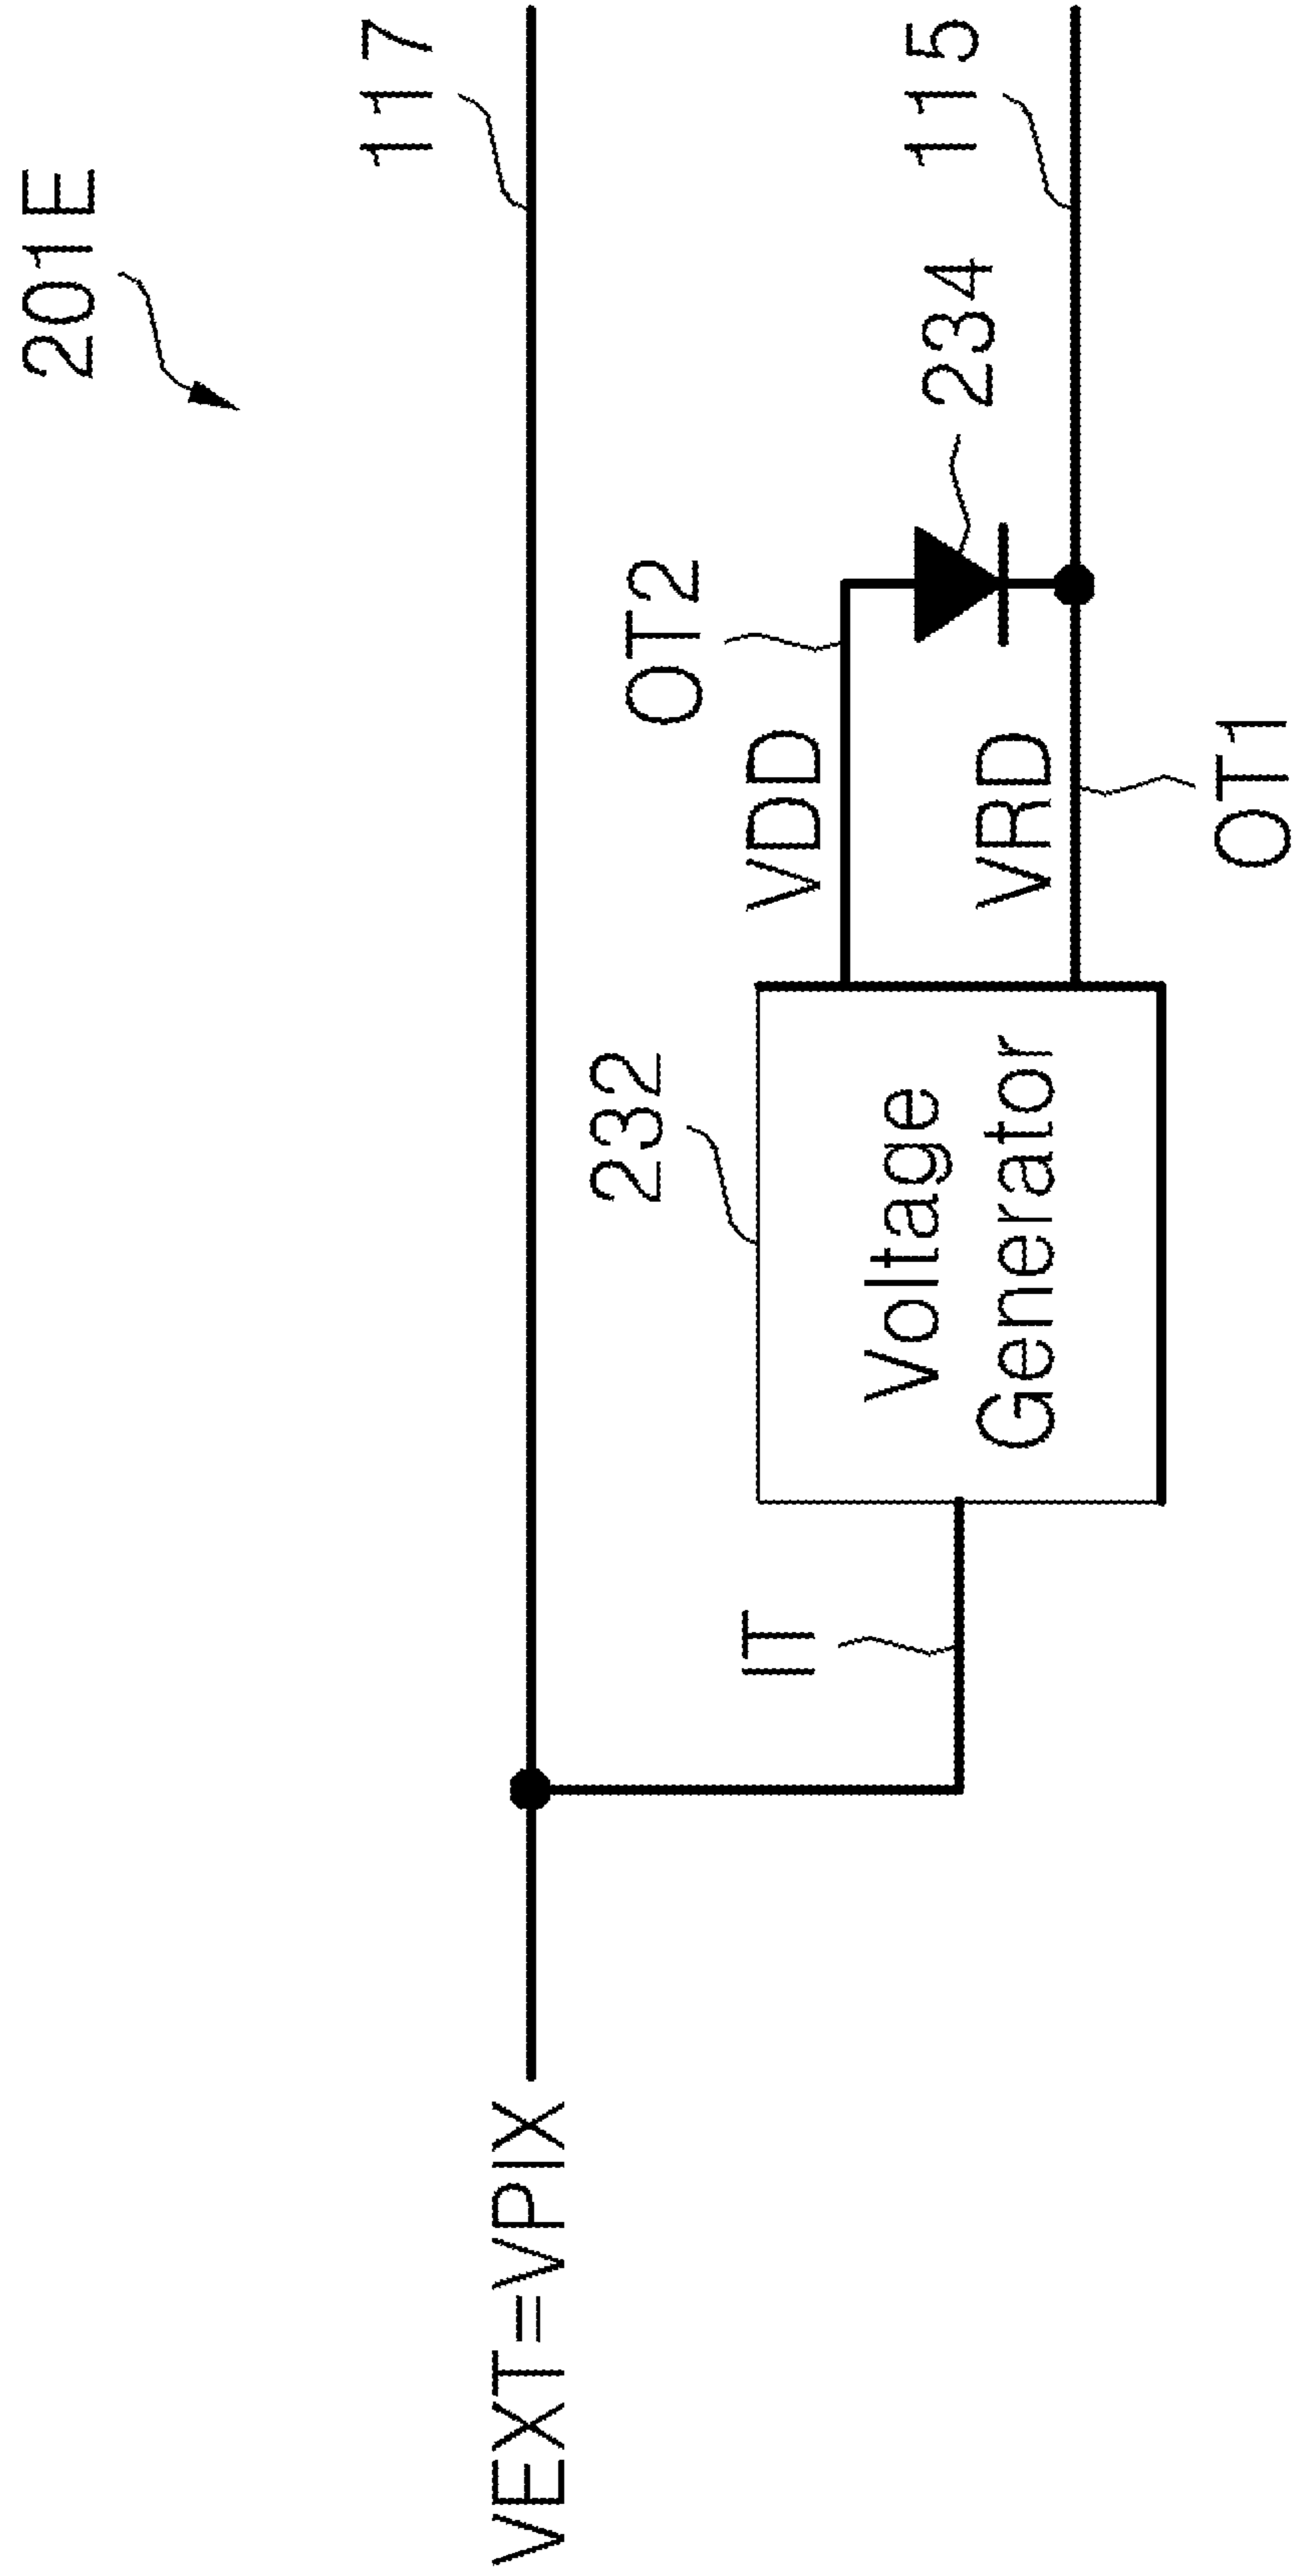 201E
117
VEXT=VPIX
232
OT2
IT
VDD
234
115
Voltage
Generator
VRD
OT1